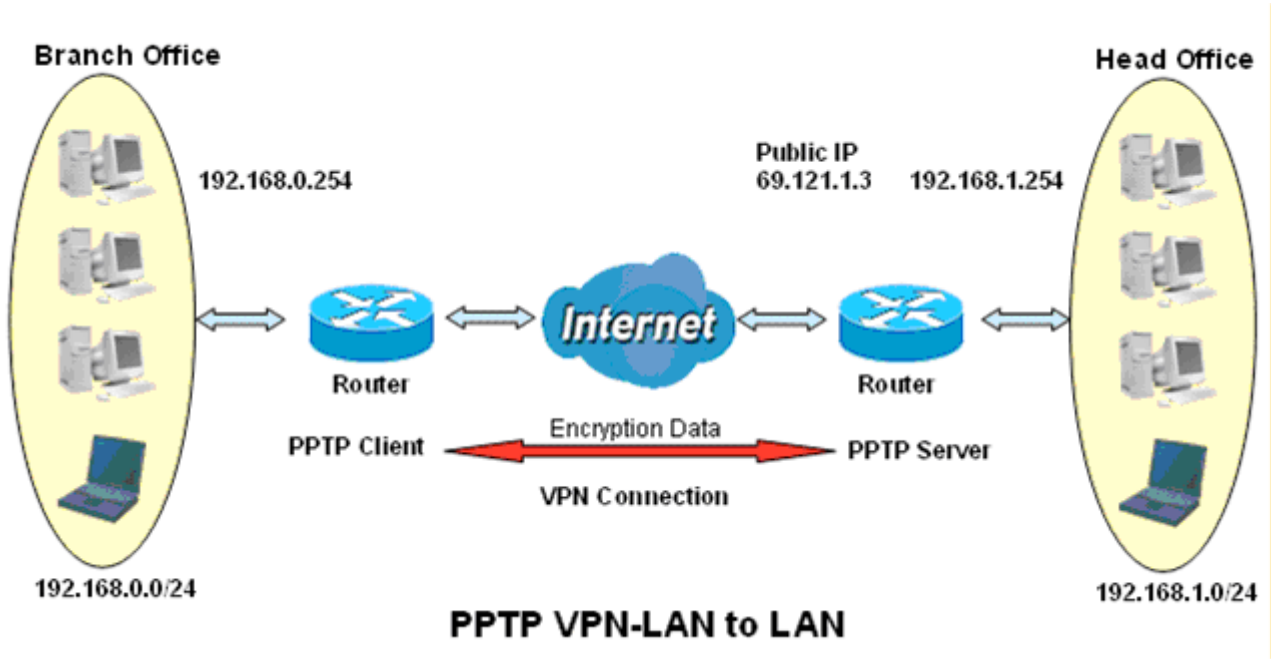 Branch Office
Head Office
Public IP
69.121.1.3
192.168.0.254
192.168.1.254
Internet
Router
Router
PPTP Client
Encryption Data
PPTP Server
VPN Connection
192.168.0.0/24
192.168.1.0/24
PPTP VPN-LAN to LAN